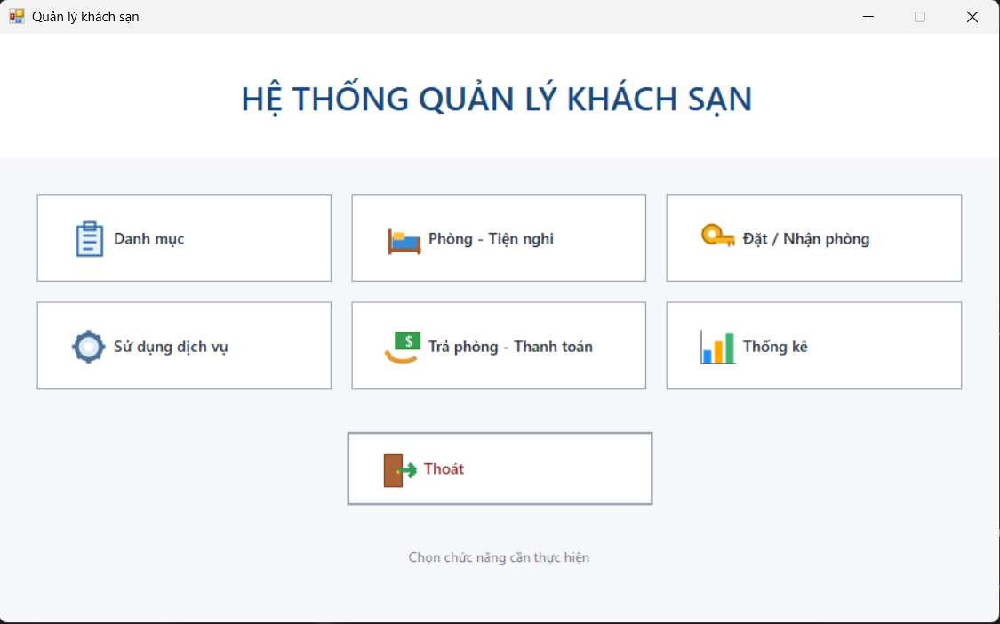 Quản lý khách sạn
HỆ THỐNG QUẢN LÝ KHÁCH SẠN
Danh mục
Phòng - Tiện nghi
Đặt / Nhận phòng
Sử dụng dịch vụ
$
Trả phòng - Thanh toán
Thống kê
Thoát
Chọn chức năng cần thực hiện